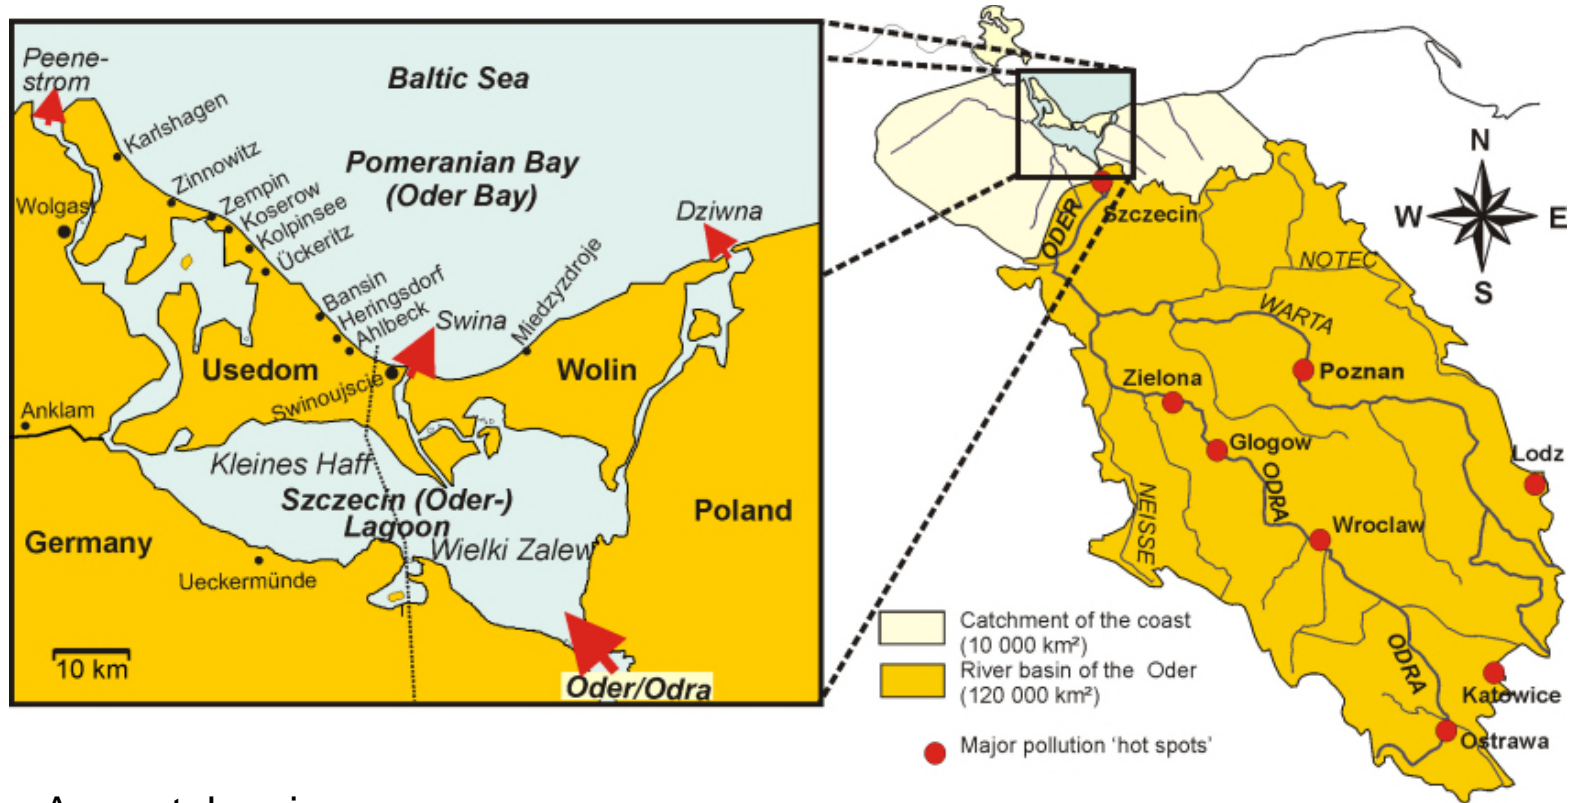 Peene-
strom
Baltic Sea
Karlshagen
Pomeranian Bay
(Oder Bay)
Zinnowitz
Zempin
Koserow
Kolpinsee
Ückeritz
Wolgast
Dziwna
Bansin
Heringsdorf
Ahlbeck
Swina
Miedzyzdroje
Usedom
Wolin
Swinoujscie
Anklam
Kleines Haff
Szczecin (Oder-)
Lagoon
Wielki Zalew
Germany
Poland
Ueckermünde
10 km
Oder/Odra
N
W
E
S
Szczecin
ODER
NOTEC
WARTA
Zielona
Poznan
Glogow
Lodz
ODRA
NEISSE
Wroclaw
ODRA
Katowice
Ostrawa
Catchment of the coast
(10 000 km²)
River basin of the Oder
(120 000 km²)
Major pollution ‘hot spots’